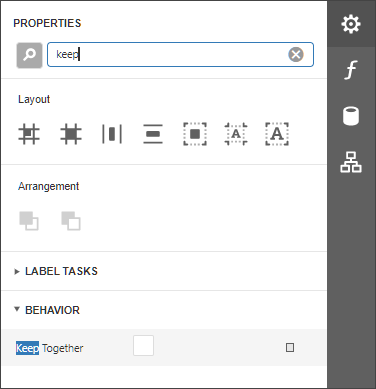 PROPERTIES
keep
Layout
A
A
Arrangement
LABEL TASKS
BEHAVIOR
Keep Together